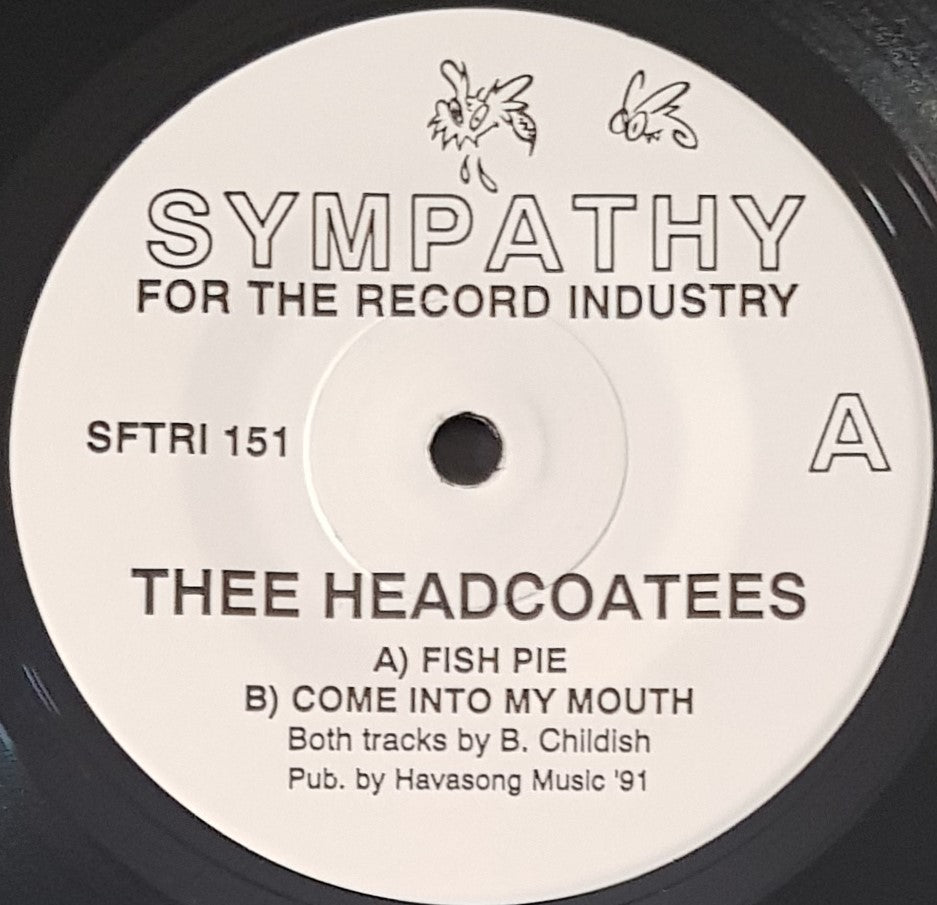 SYMPATHY
FOR THE RECORD INDUSTRY
SFTRI 151
A
THEE HEADCOATEES
A) FISH PIE
B) COME INTO MY MOUTH
Both tracks by B. Childish
Pub. by Havasong Music '91